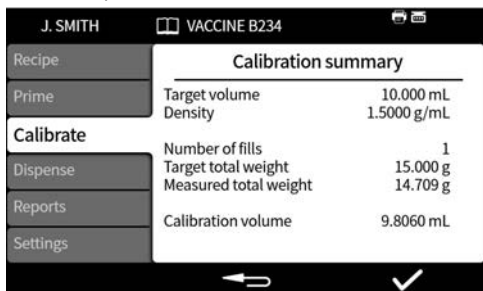 J. SMITH VACCINE B234
Recipe
Prime
Calibrate
Dispense
Reports
Settings
Calibration summary
Target volume 10.000 mL
Density 1.5000 g/mL
Number of fills 1
Target total weight 15.000 g
Measured total weight 14.709 g
Calibration volume 9.8060 mL